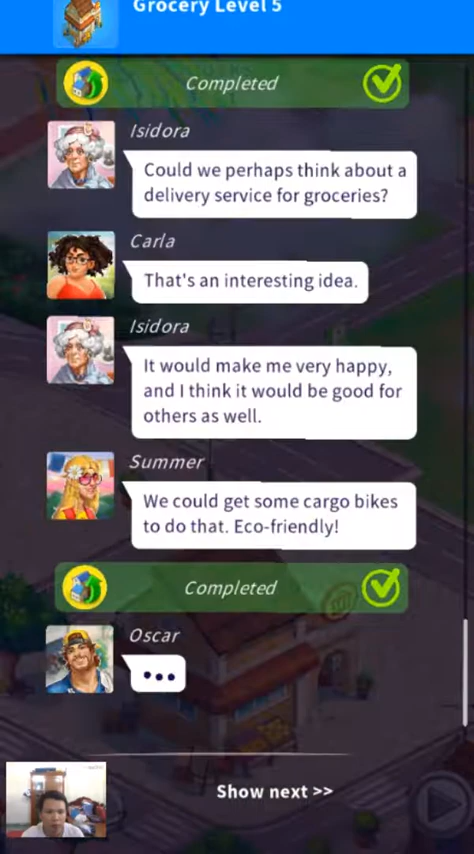 Grocery Level 5
Completed
Isidora
Could we perhaps think about a
delivery service for groceries?
Carla
That's an interesting idea.
Isidora
It would make me very happy,
and I think it would be good for
others as well.
Summer
We could get some cargo bikes
to do that. Eco-friendly!
Completed
Oscar
...
Show next >>